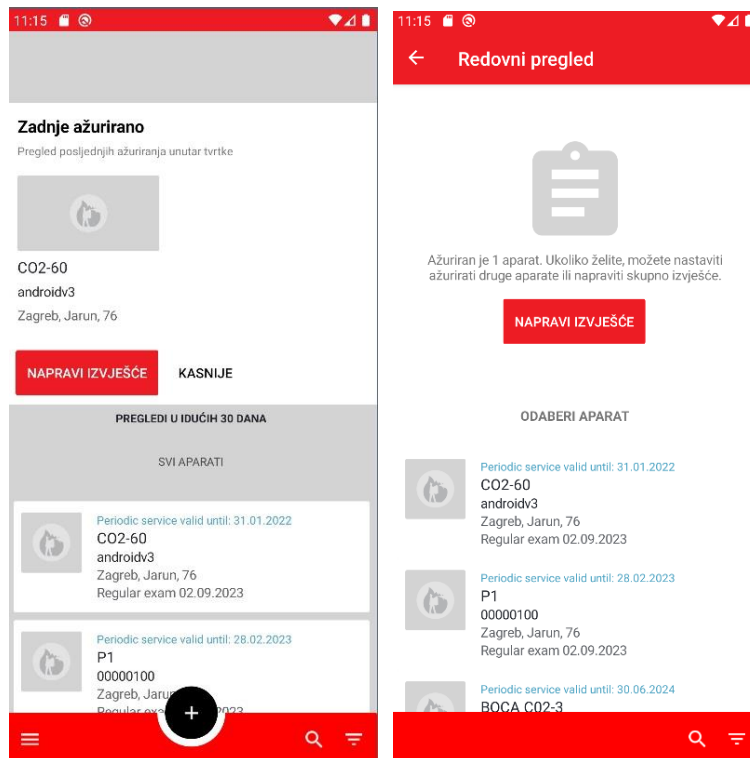 11:15
Zadnje ažurirano
Pregled posljednjih ažuriranja unutar tvrtke
CO2-60
androidv3
Zagreb, Jarun, 76
NAPRAVI IZVJEŠĆE
KASNIJE
PREGLEDI U IDUĆIH 30 DANA
SVI APARATI
Periodic service valid until: 31.01.2022
CO2-60
androidv3
Zagreb, Jarun, 76
Regular exam 02.09.2023
Periodic service valid until: 28.02.2023
P1
00000100
Zagreb, Jarun
Regular exam 2023
11:15
Redovni pregled
Ažuriran je 1 aparat. Ukoliko želite, možete nastaviti
ažurirati druge aparate ili napraviti skupno izvješće.
NAPRAVI IZVJEŠĆE
ODABERI APARAT
Periodic service valid until: 31.01.2022
CO2-60
androidv3
Zagreb, Jarun, 76
Regular exam 02.09.2023
Periodic service valid until: 28.02.2023
P1
00000100
Zagreb, Jarun, 76
Regular exam 02.09.2023
Periodic service valid until: 30.06.2024
BOCA C02-3